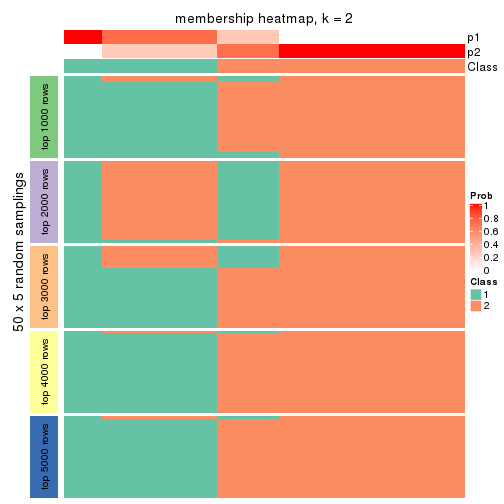 membership heatmap, k = 2
p1
p2
Class
50 x 5 random samplings
top 1000 rows
top 2000 rows
top 3000 rows
top 4000 rows
top 5000 rows
Prob
1
0.8
0.6
0.4
0.2
0
Class
1
2